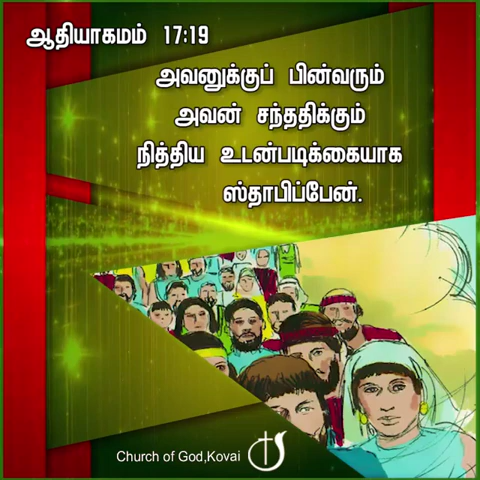 ஆதியாகமம் 17:19
அவனுக்குப் பின்வரும்
அவன் சந்ததிக்கும்
நித்திய உடன்படிக்கையாக
ஸ்தாபிப்பேன்.
Church of God,Kovai